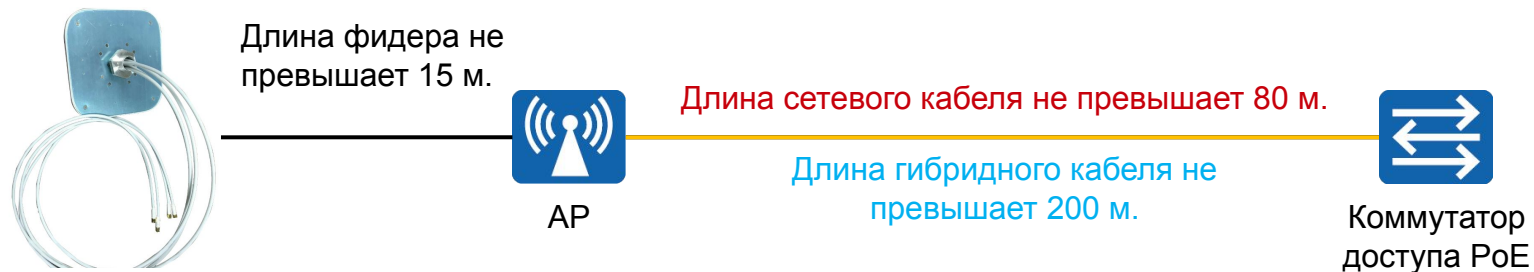 Длина фидера не
превышает 15 м.
Длина сетевого кабеля не превышает 80 м.
Длина гибридного кабеля не
превышает 200 м.
AP
Коммутатор
доступа PoE